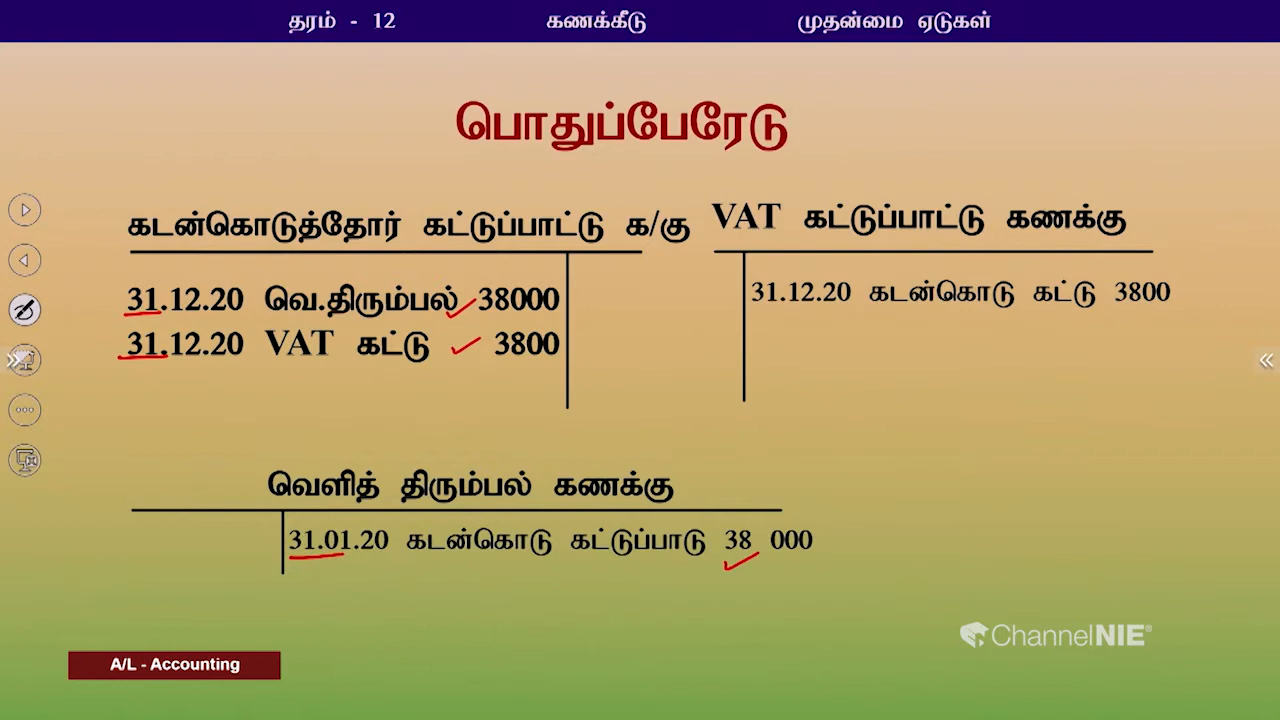 தரம் - 12 கணக்கீடு முதன்மை ஏடுகள்
பொதுப்பேரேடு
கடன்கொடுத்தோர் கட்டுப்பாட்டு க/கு
VAT கட்டுப்பாட்டு கணக்கு
31.12.20 வெ.திரும்பல் 38000
31.12.20 VAT கட்டு 3800
31.12.20 கடன்கொடு கட்டு 3800
வெளித் திரும்பல் கணக்கு
31.01.20 கடன்கொடு கட்டுப்பாடு 38 000
ChannelNIE®
A/L - Accounting